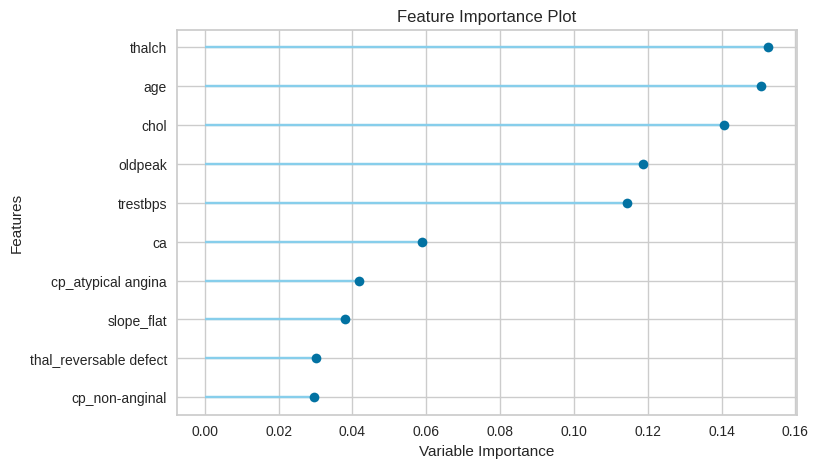 Feature Importance Plot
Features
thalch
age
chol
oldpeak
trestbps
ca
cp_atypical angina
slope_flat
thal_reversable defect
cp_non-anginal
0.00 0.02 0.04 0.06 0.08 0.10 0.12 0.14 0.16
Variable Importance